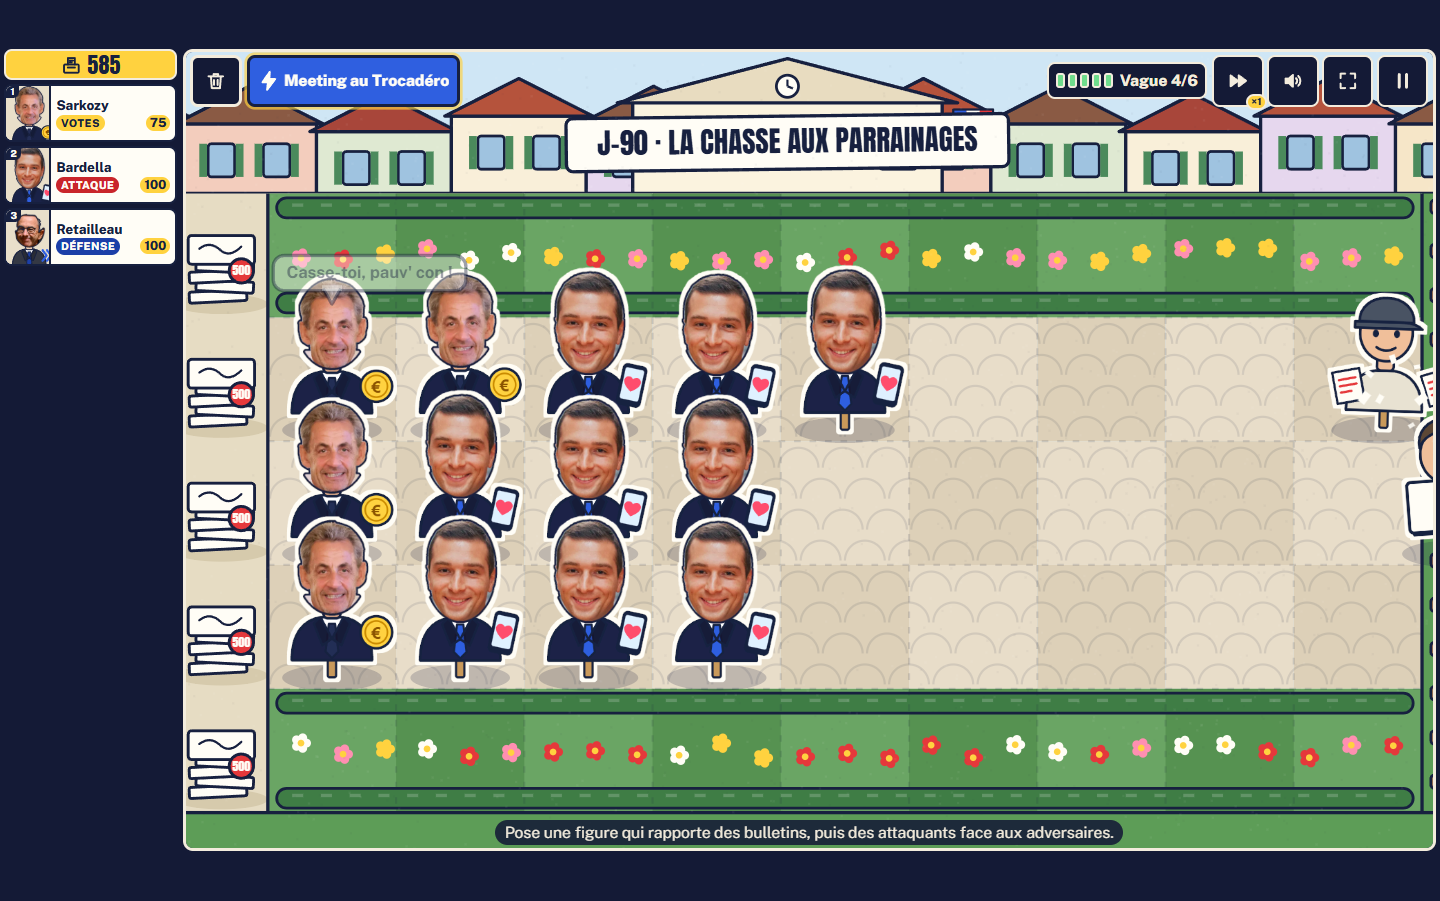 585
1
Sarkozy
VOTES 75
2
Bardella
ATTAQUE 100
3
Retailleau
DÉFENSE 100
Meeting au Trocadéro
Vague 4/6
×1
J-90 · LA CHASSE AUX PARRAINAGES
Casse-toi, pauv' con !
500
500
500
500
500
€
€
€
€
Pose une figure qui rapporte des bulletins, puis des attaquants face aux adversaires.